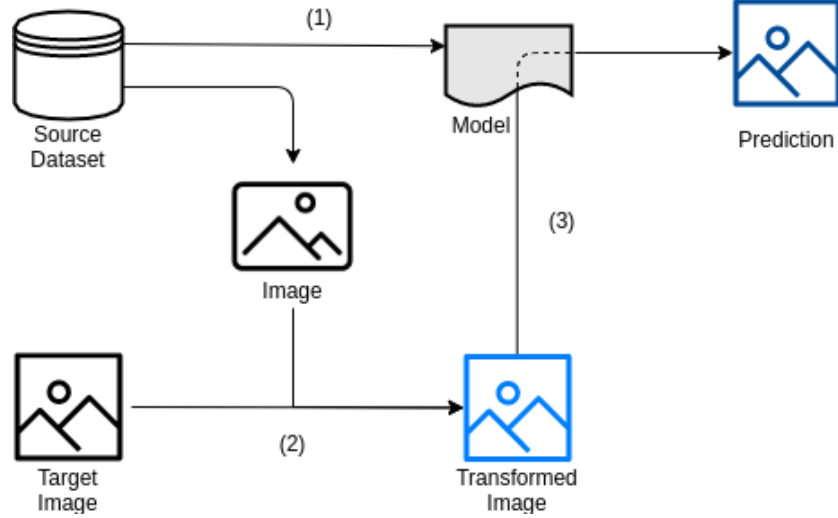 (1)
Source
Dataset
Model
Prediction
(3)
Image
(2)
Target
Image
Transformed
Image